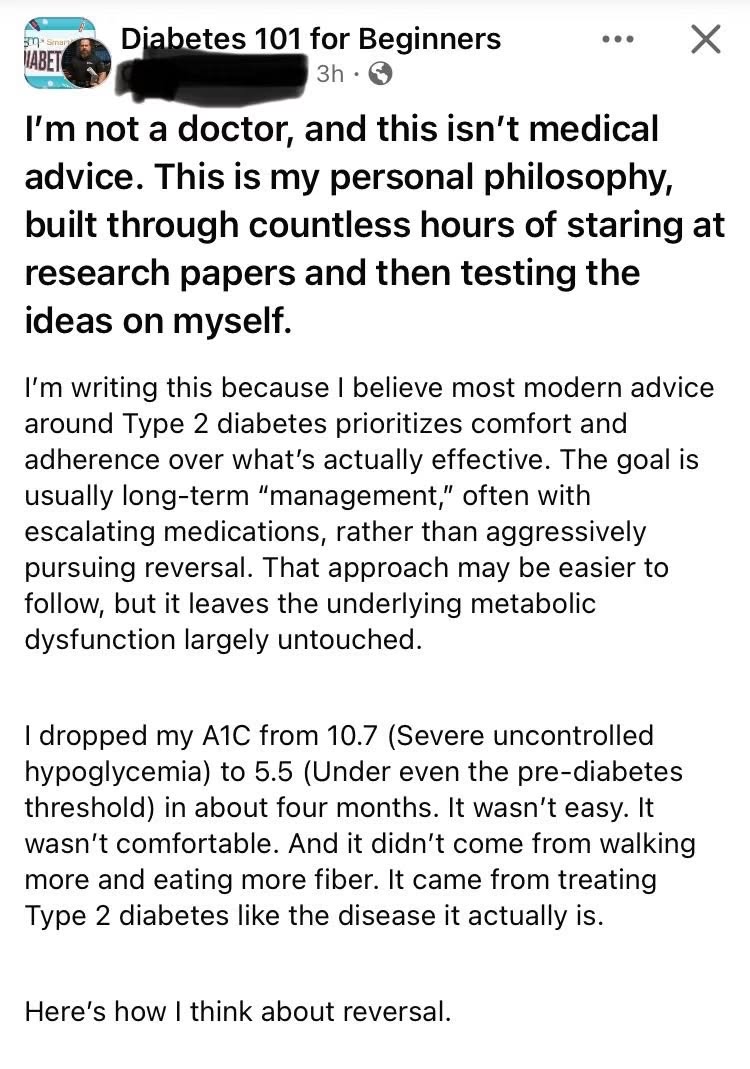 Diabetes 101 for Beginners
3h
I'm not a doctor, and this isn't medical
advice. This is my personal philosophy,
built through countless hours of staring at
research papers and then testing the
ideas on myself.
I'm writing this because I believe most modern advice
around Type 2 diabetes prioritizes comfort and
adherence over what's actually effective. The goal is
usually long-term “management,” often with
escalating medications, rather than aggressively
pursuing reversal. That approach may be easier to
follow, but it leaves the underlying metabolic
dysfunction largely untouched.
I dropped my A1C from 10.7 (Severe uncontrolled
hypoglycemia) to 5.5 (Under even the pre-diabetes
threshold) in about four months. It wasn't easy. It
wasn't comfortable. And it didn't come from walking
more and eating more fiber. It came from treating
Type 2 diabetes like the disease it actually is.
Here's how I think about reversal.